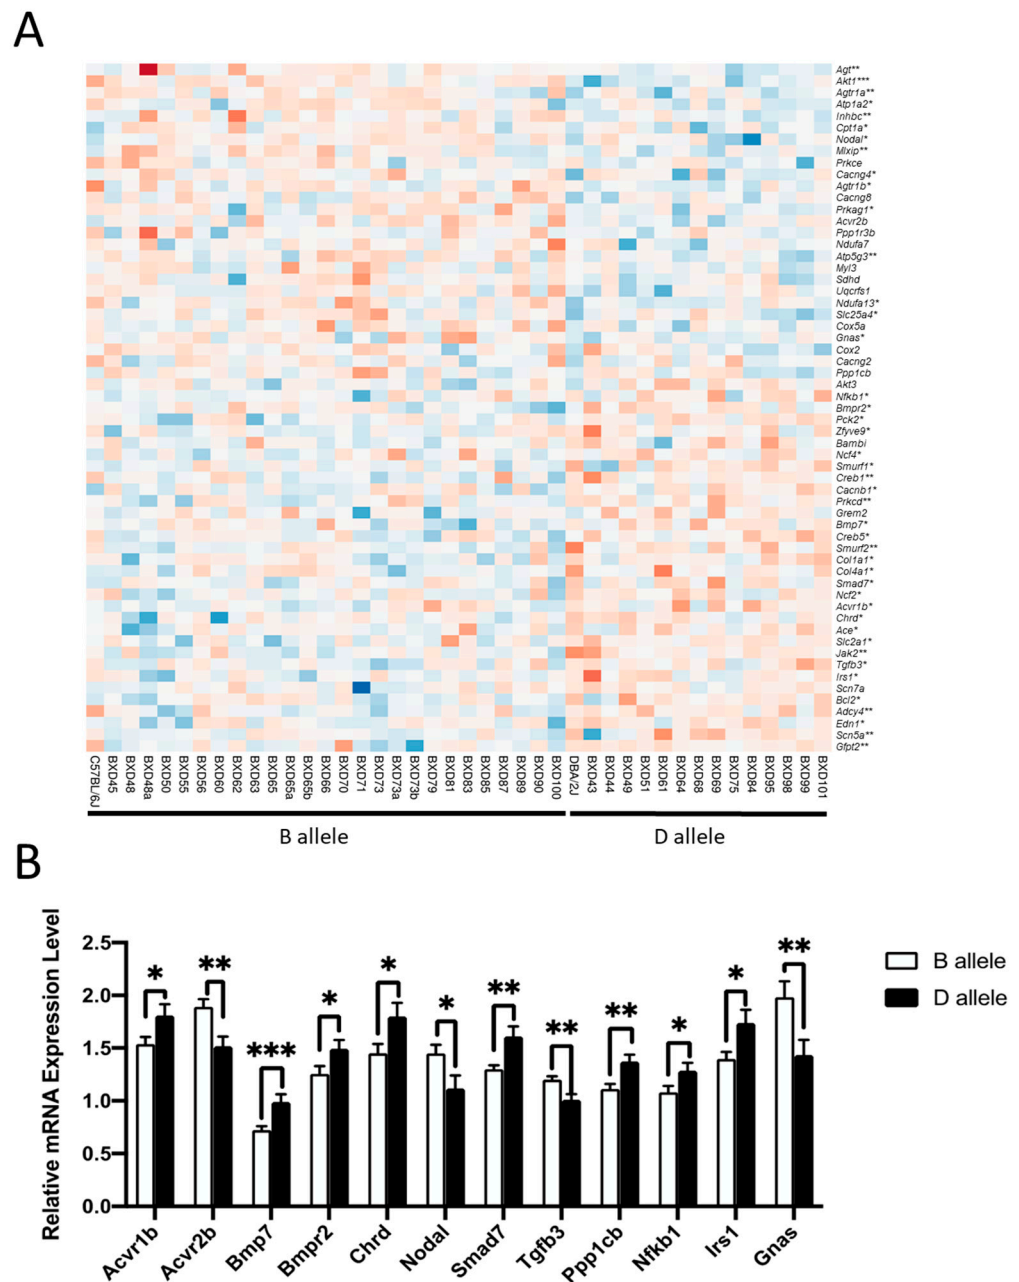 A
Agt**
Akt1***
Agtr1a**
Atp1a2*
Inhbc**
Cpt1a*
Nodal*
Mlxip**
Prkce
Cacng4*
Agtr1b*
Cacng8
Prkag1*
Acvr2b
Ppp1r3b
Ndufa7
Atp5g3**
Myl3
Sdhd
Uqcrfs1
Ndufa13*
Slc25a4*
Cox5a
Gnas*
Cox2
Cacng2
Ppp1cb
Akt3
Nfkb1*
Bmpr2*
Pck2*
Zfyve9*
Bambi
Ncf4*
Smurf1*
Creb1**
Cacnb1*
Prkcd**
Grem2
Bmp7*
Creb5*
Smurf2**
Col1a1*
Col4a1*
Smad7*
Ncf2*
Acvr1b*
Chrd*
Ace*
Slc2a1*
Jak2**
Tgfb3*
Irs1*
Scn7a
Bcl2*
Adcy4**
Edn1*
Scn5a**
Gfpt2**
C57BL/6J
BXD45
BXD48
BXD48a
BXD50
BXD55
BXD56
BXD60
BXD62
BXD63
BXD65
BXD65a
BXD65b
BXD66
BXD70
BXD71
BXD73
BXD73a
BXD73b
BXD79
BXD81
BXD83
BXD85
BXD87
BXD89
BXD90
BXD100
DBA/2J
BXD43
BXD44
BXD49
BXD51
BXD61
BXD64
BXD68
BXD69
BXD75
BXD84
BXD95
BXD98
BXD99
BXD101
B allele
D allele
B
Relative mRNA Expression Level
2.5
2.0
1.5
1.0
0.5
0.0
*
**
***
*
*
*
**
**
**
*
*
**
B allele
D allele
Acvr1b
Acvr2b
Bmp7
Bmpr2
Chrd
Nodal
Smad7
Tgfb3
Ppp1cb
Nfkb1
Irs1
Gnas